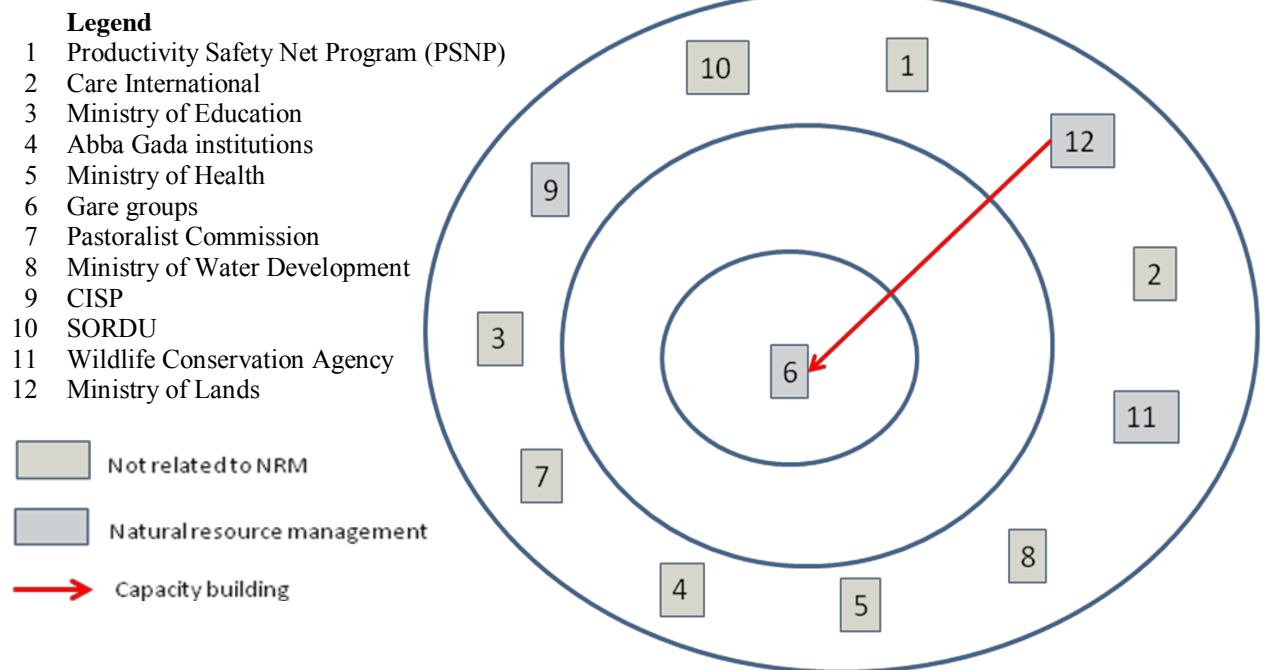 Legend
1 Productivity Safety Net Program (PSNP)
2 Care International
3 Ministry of Education
4 Abba Gada institutions
5 Ministry of Health
6 Gare groups
7 Pastoralist Commission
8 Ministry of Water Development
9 CISP
10 SORDU
11 Wildlife Conservation Agency
12 Ministry of Lands
Not related to NRM
Natural resource management
Capacity building
10
1
12
9
2
3
6
11
7
8
4
5